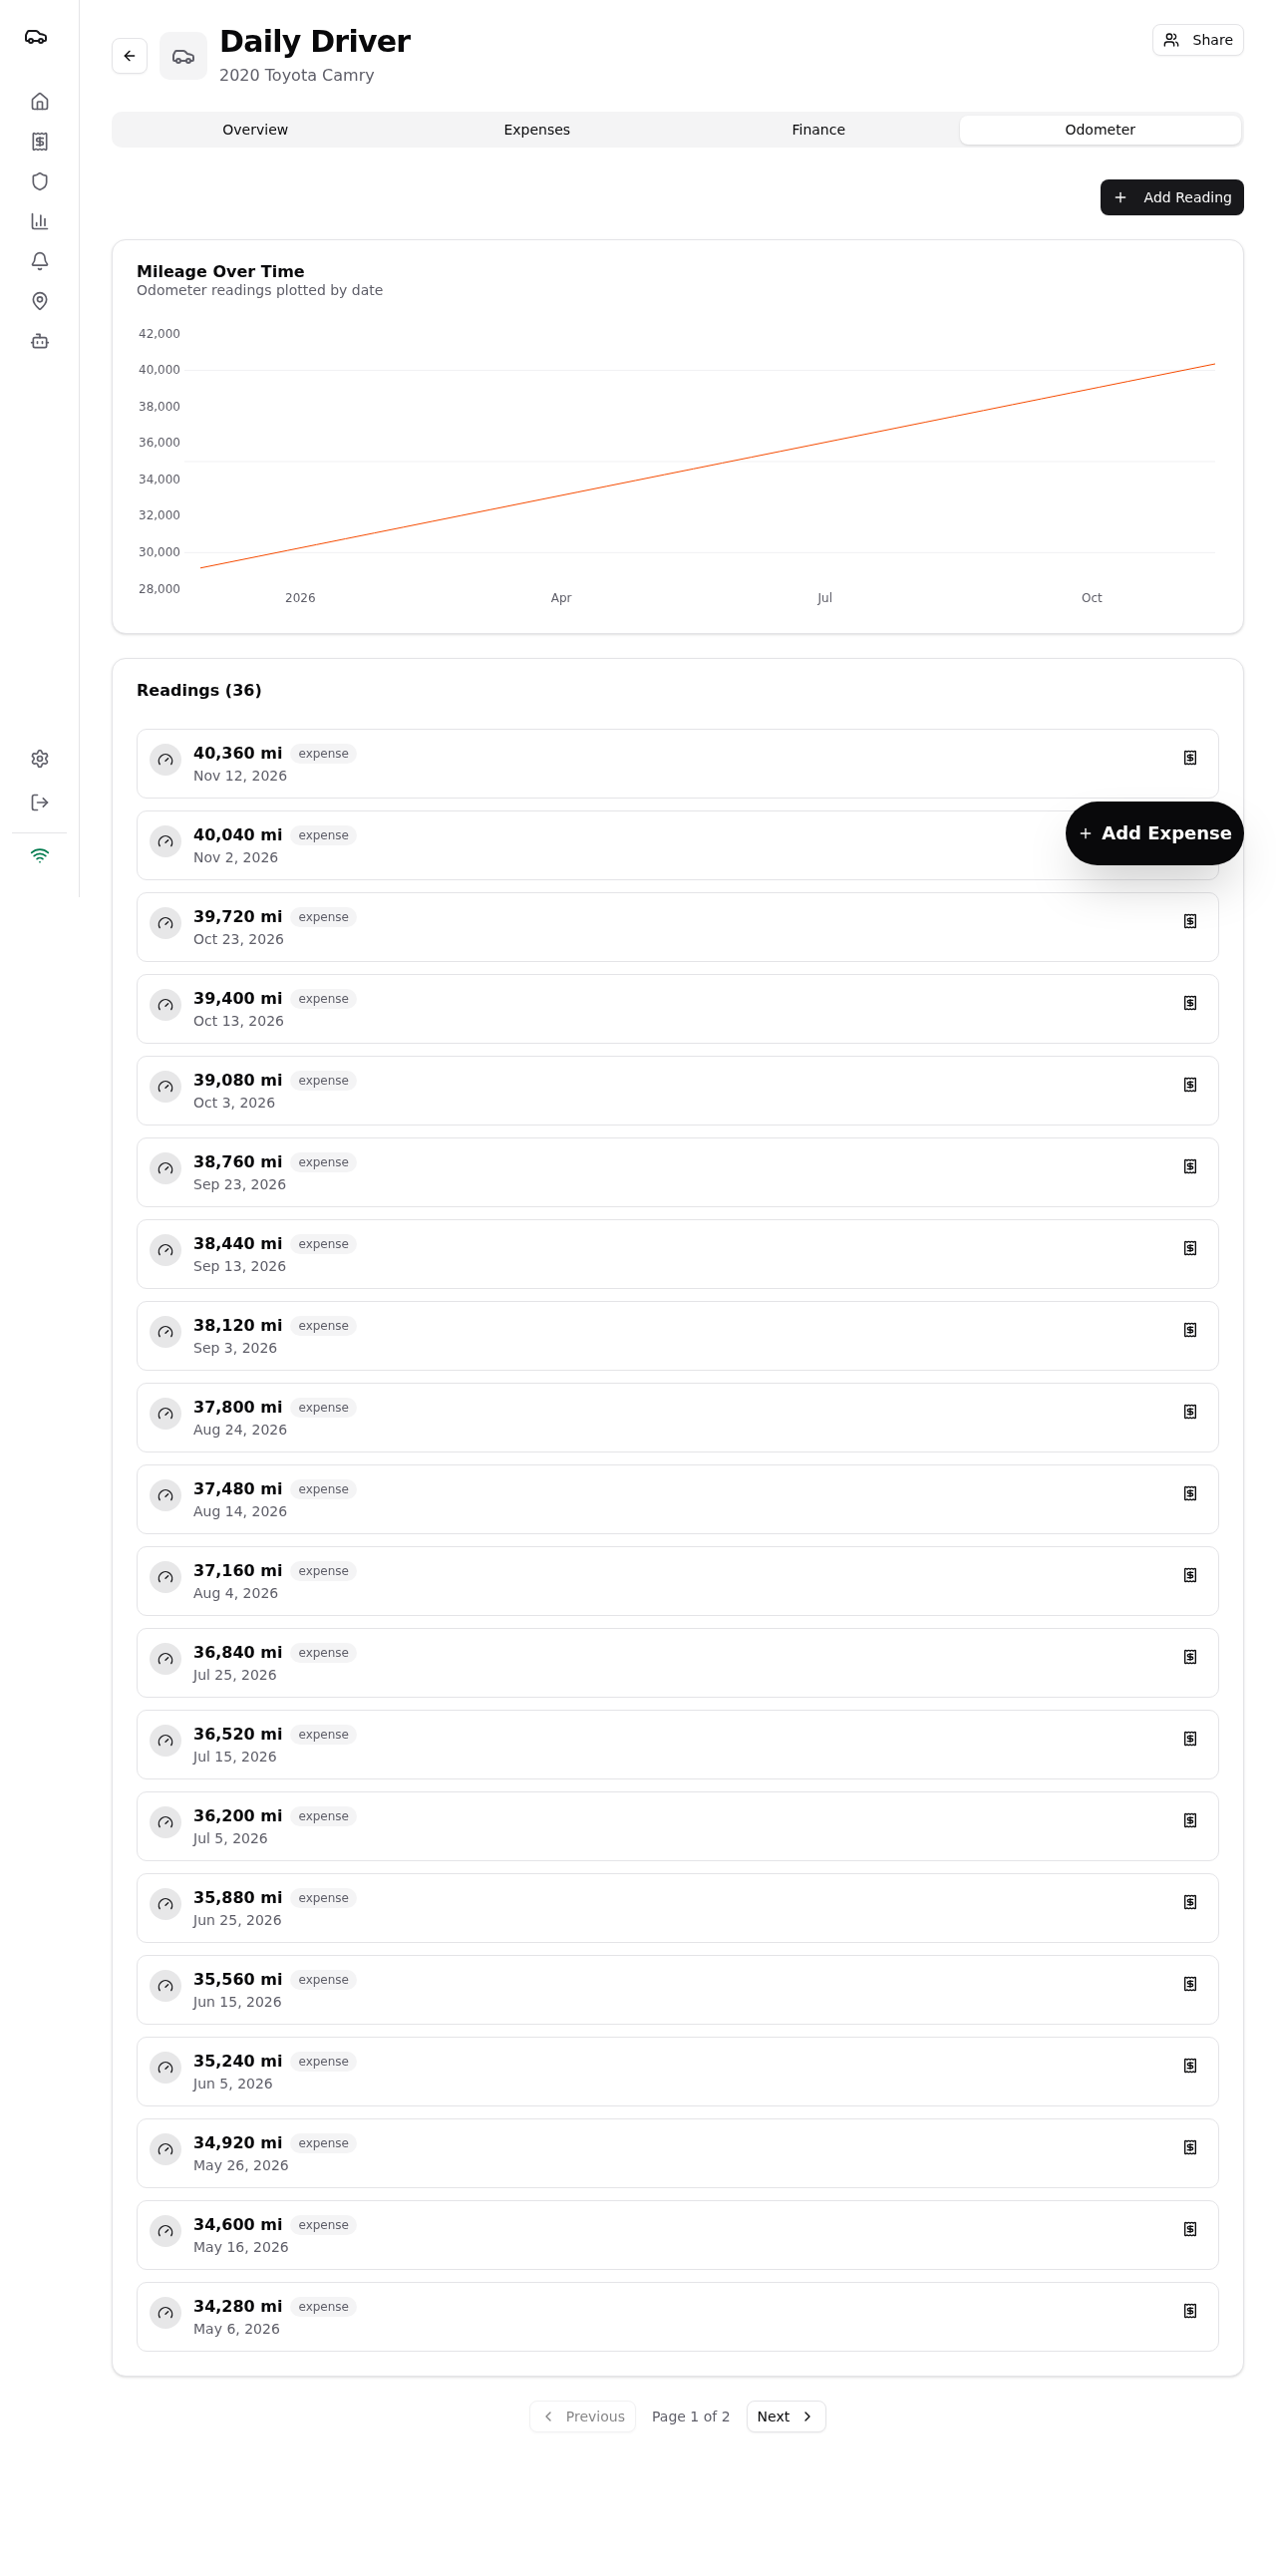 Daily Driver
2020 Toyota Camry
Share
Overview
Expenses
Finance
Odometer
Add Reading
Mileage Over Time
Odometer readings plotted by date
42,000
40,000
38,000
36,000
34,000
32,000
30,000
28,000
2026
Apr
Jul
Oct
Readings (36)
40,360 mi expense
Nov 12, 2026
40,040 mi expense
Nov 2, 2026
+ Add Expense
39,720 mi expense
Oct 23, 2026
39,400 mi expense
Oct 13, 2026
39,080 mi expense
Oct 3, 2026
38,760 mi expense
Sep 23, 2026
38,440 mi expense
Sep 13, 2026
38,120 mi expense
Sep 3, 2026
37,800 mi expense
Aug 24, 2026
37,480 mi expense
Aug 14, 2026
37,160 mi expense
Aug 4, 2026
36,840 mi expense
Jul 25, 2026
36,520 mi expense
Jul 15, 2026
36,200 mi expense
Jul 5, 2026
35,880 mi expense
Jun 25, 2026
35,560 mi expense
Jun 15, 2026
35,240 mi expense
Jun 5, 2026
34,920 mi expense
May 26, 2026
34,600 mi expense
May 16, 2026
34,280 mi expense
May 6, 2026
Previous
Page 1 of 2
Next